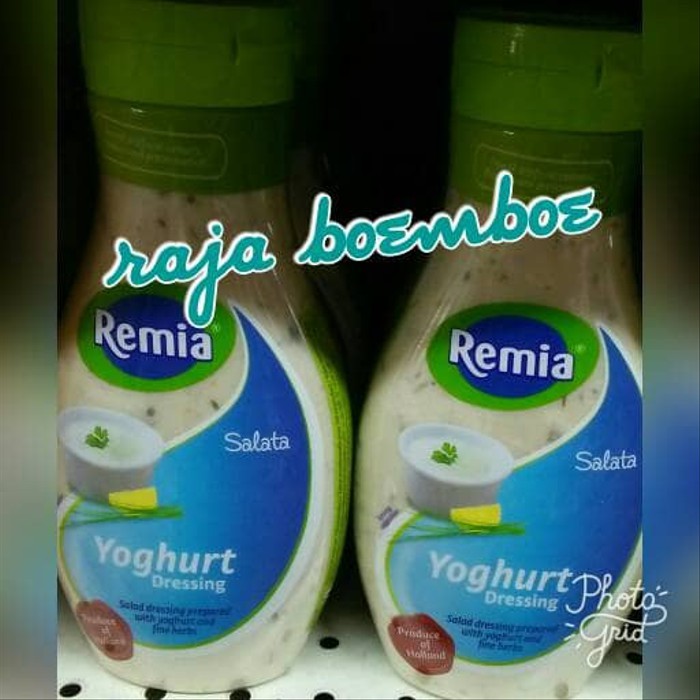 raja boemboe
Remia®
Salata
Yoghurt
Dressing
Salad dressing prepared
with yoghurt and
fine herbs
Produce
of
Holland
Remia®
Salata
Yoghurt
Dressing
Salad dressing prepared
with yoghurt and
fine herbs
Produce
of
Holland
Photo
Grid